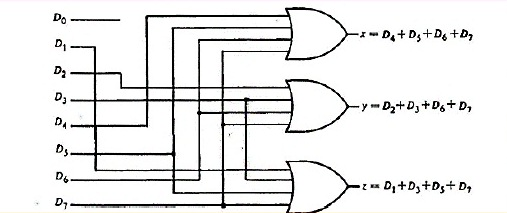 D₀
D₁
D₂
D₃
D₄
D₅
D₆
D₇
x = D₄ + D₅ + D₆ + D₇
y = D₂ + D₃ + D₆ + D₇
z = D₁ + D₃ + D₅ + D₇